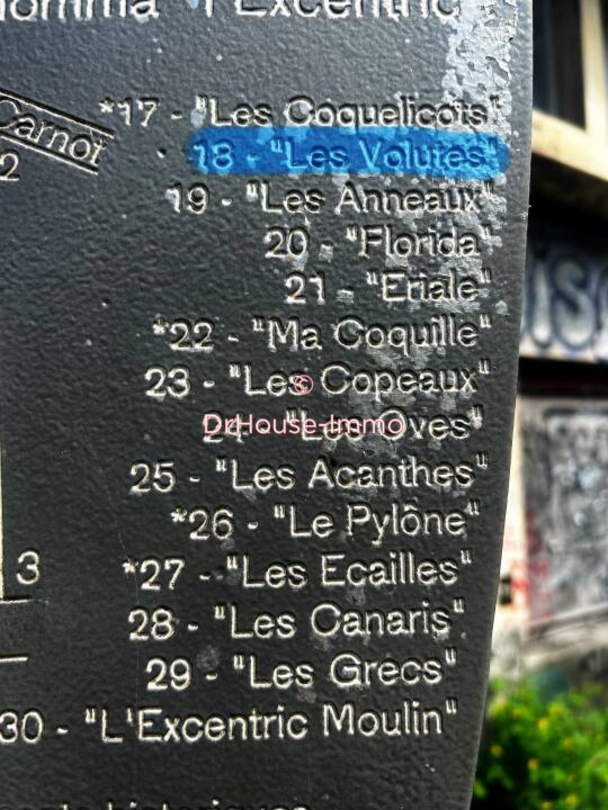 l'Excentric
Carnot
2
*17 - "Les Coquelicots"
18 - "Les Volutes"
19 - "Les Anneaux"
20 - "Florida"
21 - "Eriale"
*22 - "Ma Coquille"
23 - "Les Copeaux"
©
DrHouse-Immo
24 - "Les Oves"
25 - "Les Acanthes"
*26 - "Le Pylône"
3
*27 - "Les Ecailles"
28 - "Les Canaris"
29 - "Les Grecs"
30 - "L'Excentric Moulin"